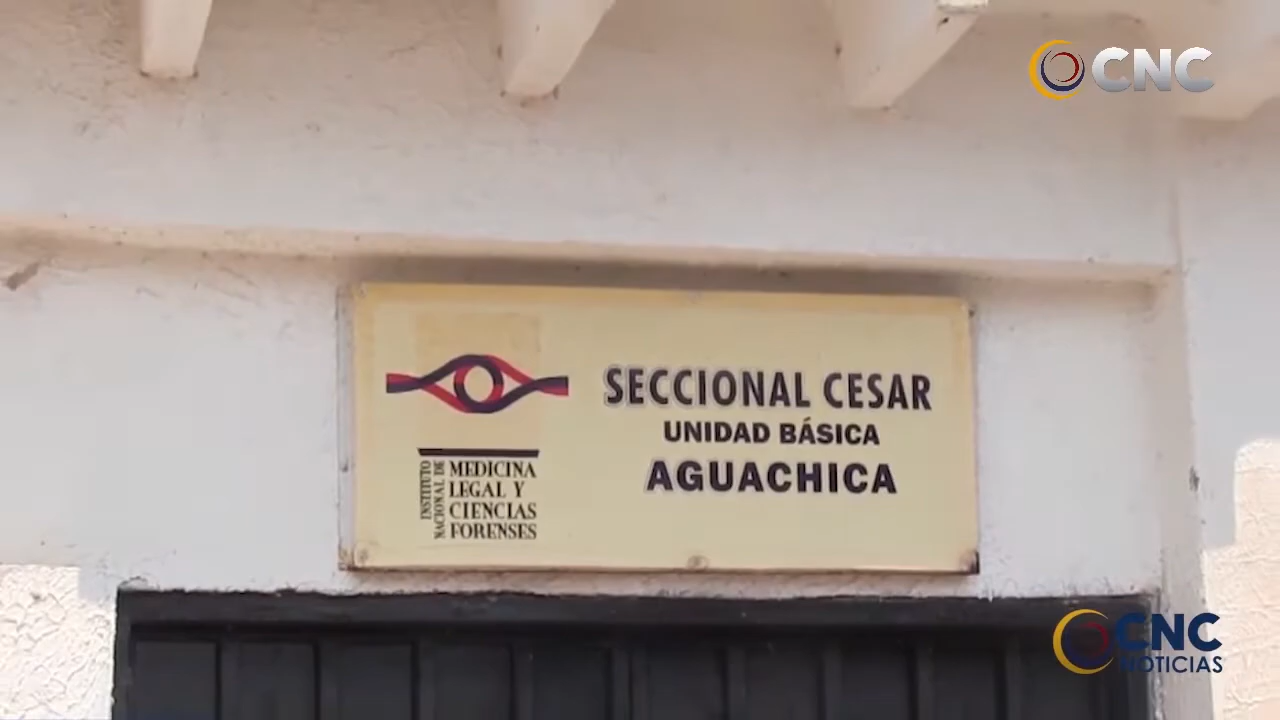 CNC
SECCIONAL CESAR
UNIDAD BÁSICA
AGUACHICA
INSTITUTO
NACIONAL DE
MEDICINA
LEGAL Y
CIENCIAS
FORENSES
CNC
NOTICIAS